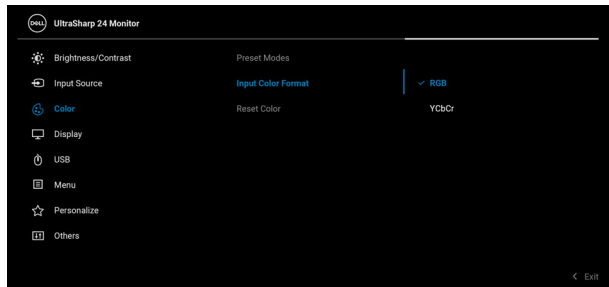 DELL UltraSharp 24 Monitor
Brightness/Contrast
Input Source
Color
Display
USB
Menu
Personalize
Others
Preset Modes
Input Color Format
Reset Color
RGB
YCbCr
Exit